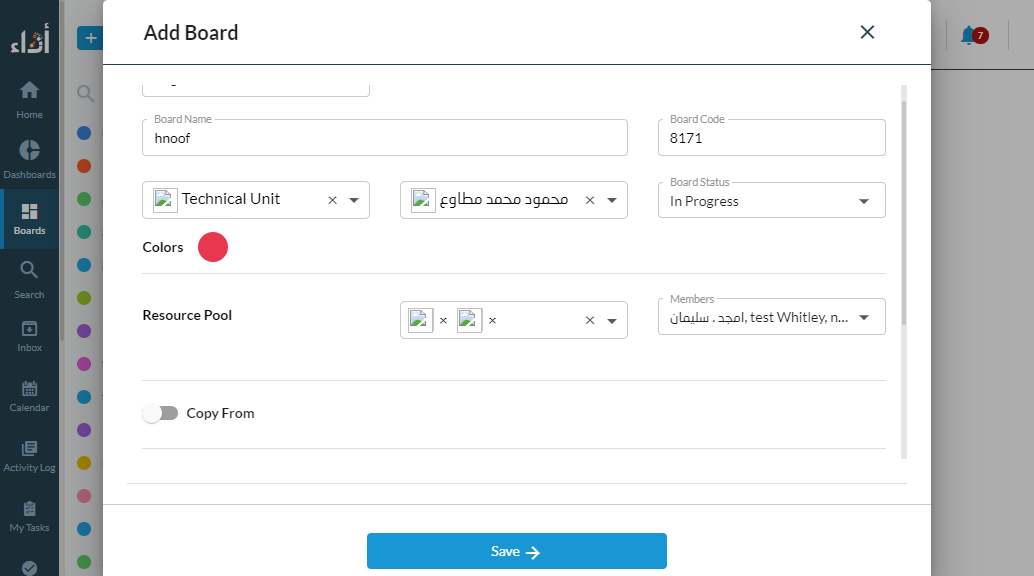 أداء
Home
Dashboards
Boards
Search
Inbox
Calendar
Activity Log
My Tasks
+
Add Board
7
Board Name
hnoof
Board Code
8171
Technical Unit
محمود محمد مطاوع
Board Status
In Progress
Colors
Resource Pool
Members
امجد . سليمان, test Whitley, n...
Copy From
Save